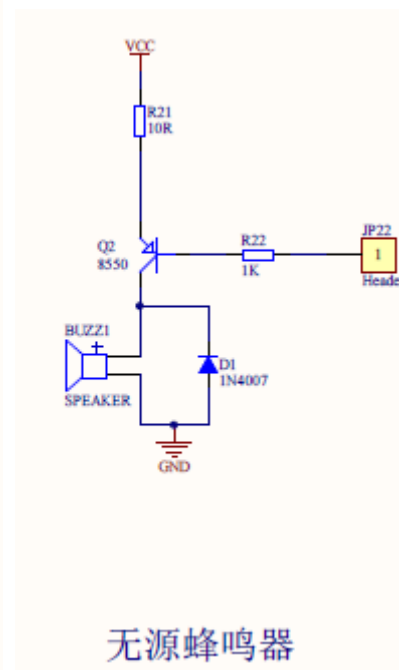 VCC
R21
10R
Q2
8550
R22
1K
JP22
1
Heade
BUZZ1
+
SPEAKER
D1
1N4007
GND
无源蜂鸣器